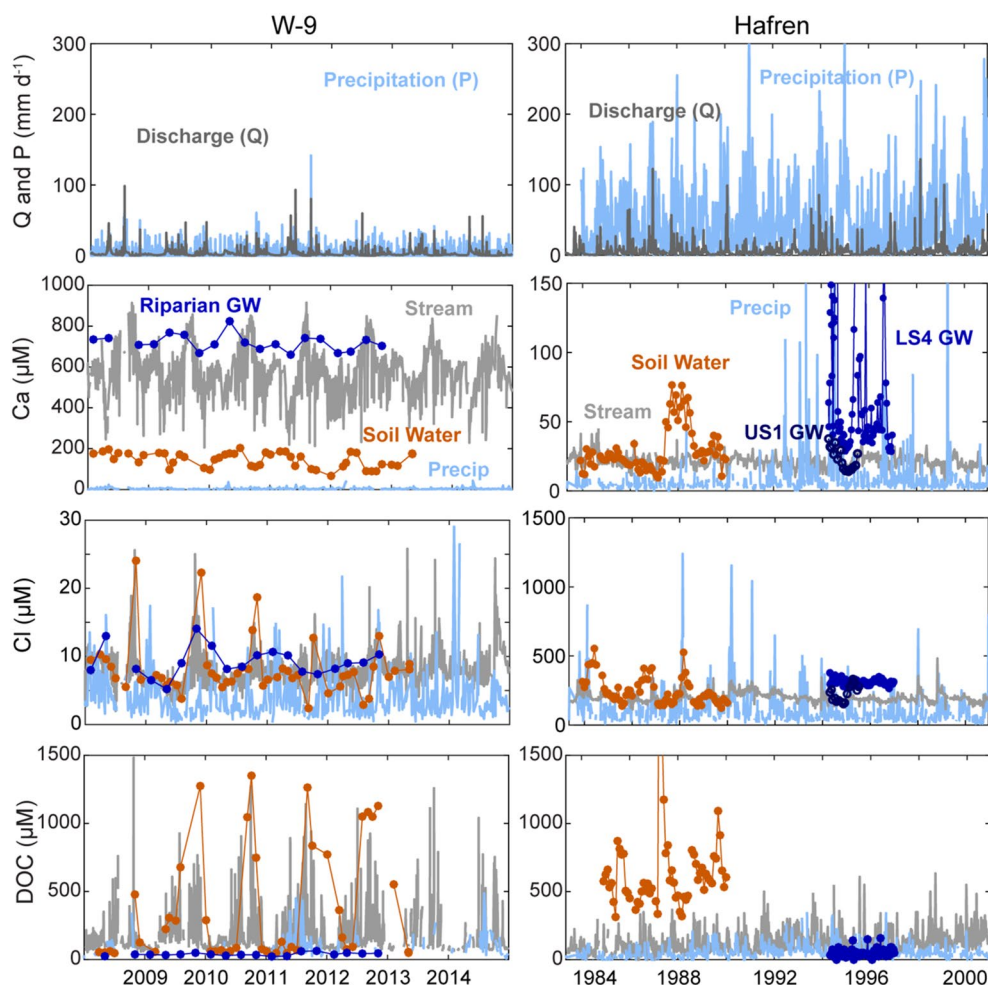 W-9
Hafren
Q and P (mm d⁻¹)
300
200
100
0
Precipitation (P)
Discharge (Q)
300
200
100
0
Precipitation (P)
Discharge (Q)
Ca (µM)
1000
800
600
400
200
0
Riparian GW
Stream
Soil Water
Precip
150
100
50
0
Precip
LS4 GW
Soil Water
Stream
US1 GW
Cl (µM)
30
20
10
0
1500
1000
500
0
DOC (µM)
1500
1000
500
0
1500
1000
500
0
2009 2010 2011 2012 2013 2014
1984 1988 1992 1996 2000